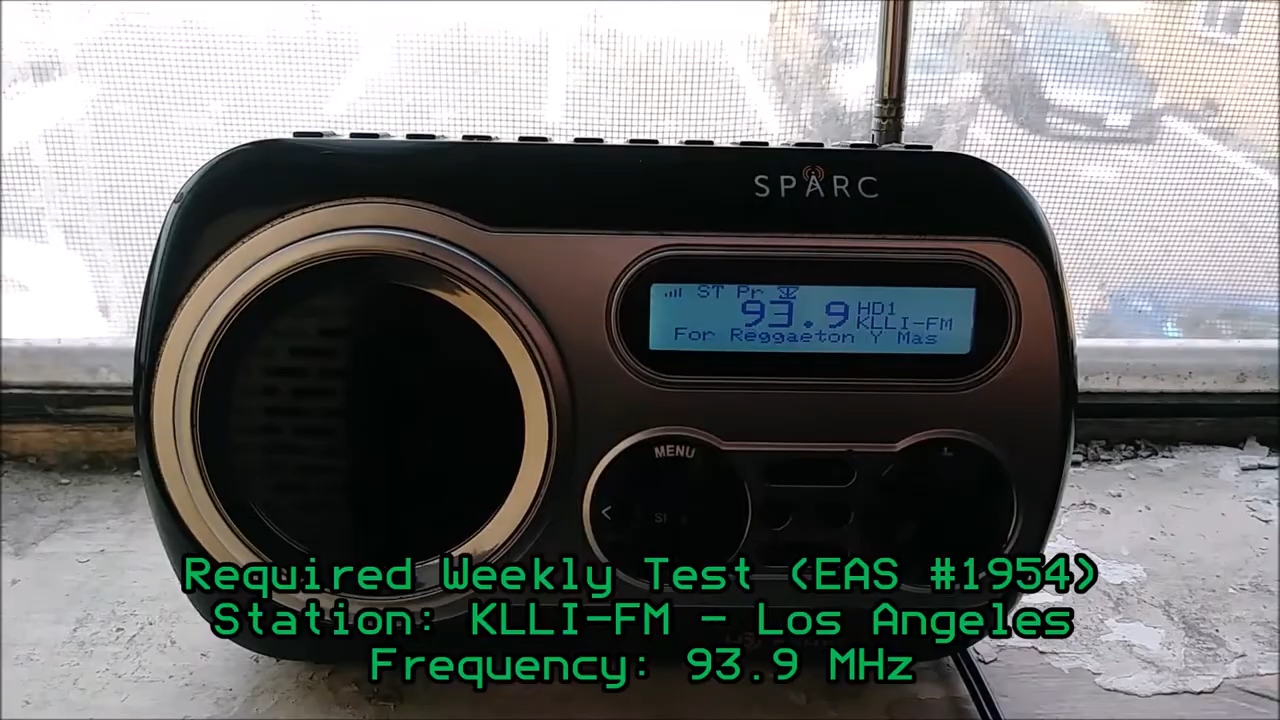 SPARC
ST Pr
93.9 HD1
KLLI-FM
For Reggaeton Y Mas
MENU
<
Required Weekly Test (EAS #1954)
Station: KLLI-FM - Los Angeles
Frequency: 93.9 MHz